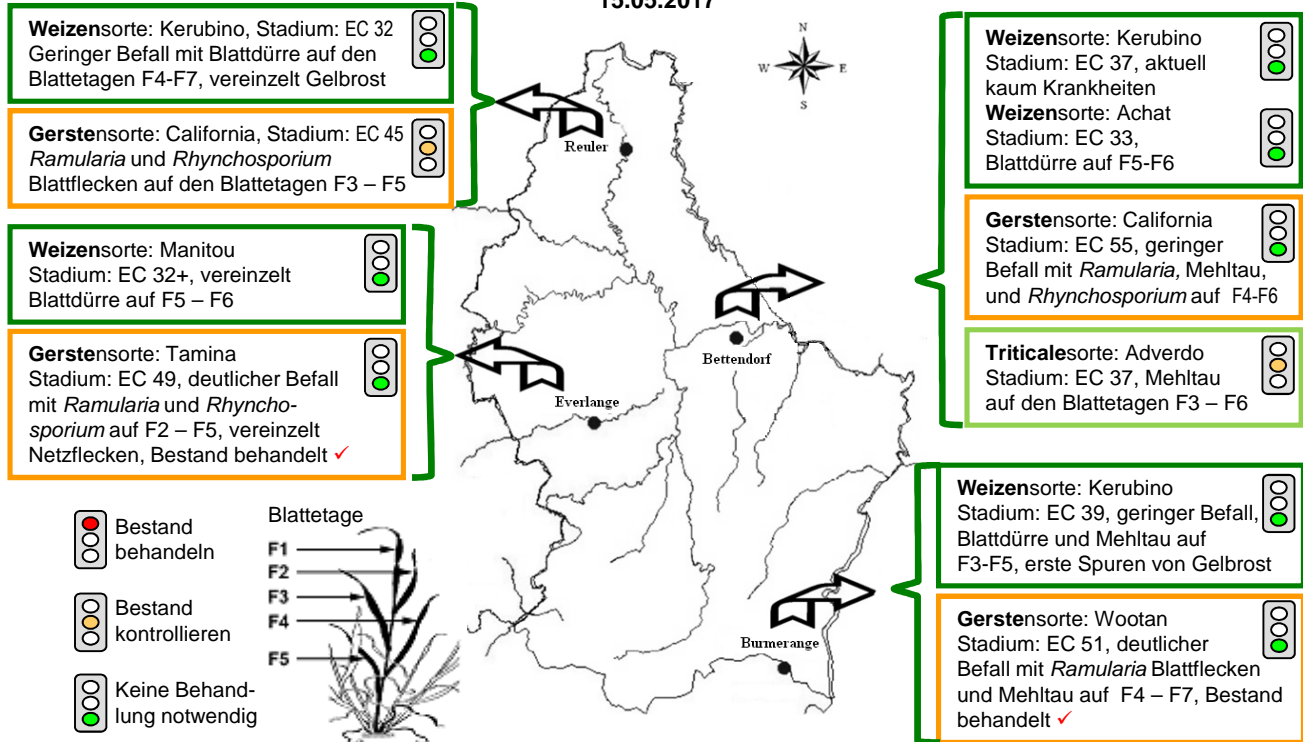 15.05.2017
Weizensorte: Kerubino, Stadium: EC 32
Geringer Befall mit Blattdürre auf den
Blattetagen F4-F7, vereinzelt Gelbrost
Gerstensorte: California, Stadium: EC 45
Ramularia und Rhynchosporium
Blattflecken auf den Blattetagen F3 – F5
Weizensorte: Manitou
Stadium: EC 32+, vereinzelt
Blattdürre auf F5 – F6
Gerstensorte: Tamina
Stadium: EC 49, deutlicher Befall
mit Ramularia und Rhyncho-
sporium auf F2 – F5, vereinzelt
Netzflecken, Bestand behandelt ✓
Bestand
behandeln
Bestand
kontrollieren
Keine Behand-
lung notwendig
Blattetage
F1
F2
F3
F4
F5
N
W E
S
Reuler
Bettendorf
Everlange
Burmerange
Weizensorte: Kerubino
Stadium: EC 37, aktuell
kaum Krankheiten
Weizensorte: Achat
Stadium: EC 33,
Blattdürre auf F5-F6
Gerstensorte: California
Stadium: EC 55, geringer
Befall mit Ramularia, Mehltau,
und Rhynchosporium auf F4-F6
Triticalesorte: Adverdo
Stadium: EC 37, Mehltau
auf den Blattetagen F3 – F6
Weizensorte: Kerubino
Stadium: EC 39, geringer Befall,
Blattdürre und Mehltau auf
F3-F5, erste Spuren von Gelbrost
Gerstensorte: Wootan
Stadium: EC 51, deutlicher
Befall mit Ramularia Blattflecken
und Mehltau auf F4 – F7, Bestand
behandelt ✓